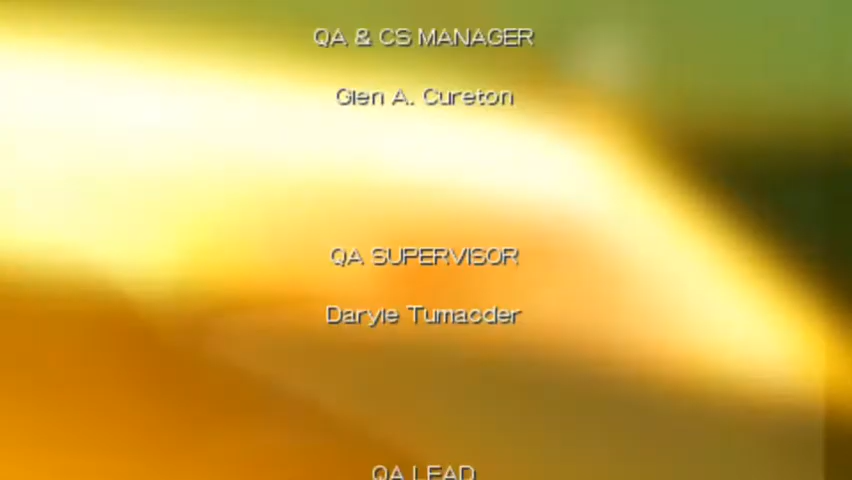 QA & CS MANAGER
Glen A. Cureton
QA SUPERVISOR
Daryle Tumacder
QA LEAD